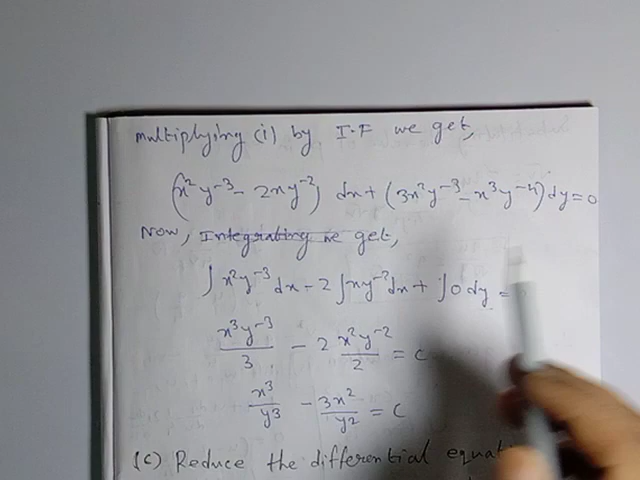 multiplying (i) by I.F we get,
(x²y⁻³ - 2xy⁻²) dx + (3x²y⁻³ - x³y⁻⁴) dy = 0
Now, Integrating we get,
∫x²y⁻³ dx - 2∫xy⁻² dx + ∫0 dy =
x³y⁻³/3 - 2 x²y⁻²/2 = c
x³/y³ - 3x²/y² = c
(c) Reduce the differential